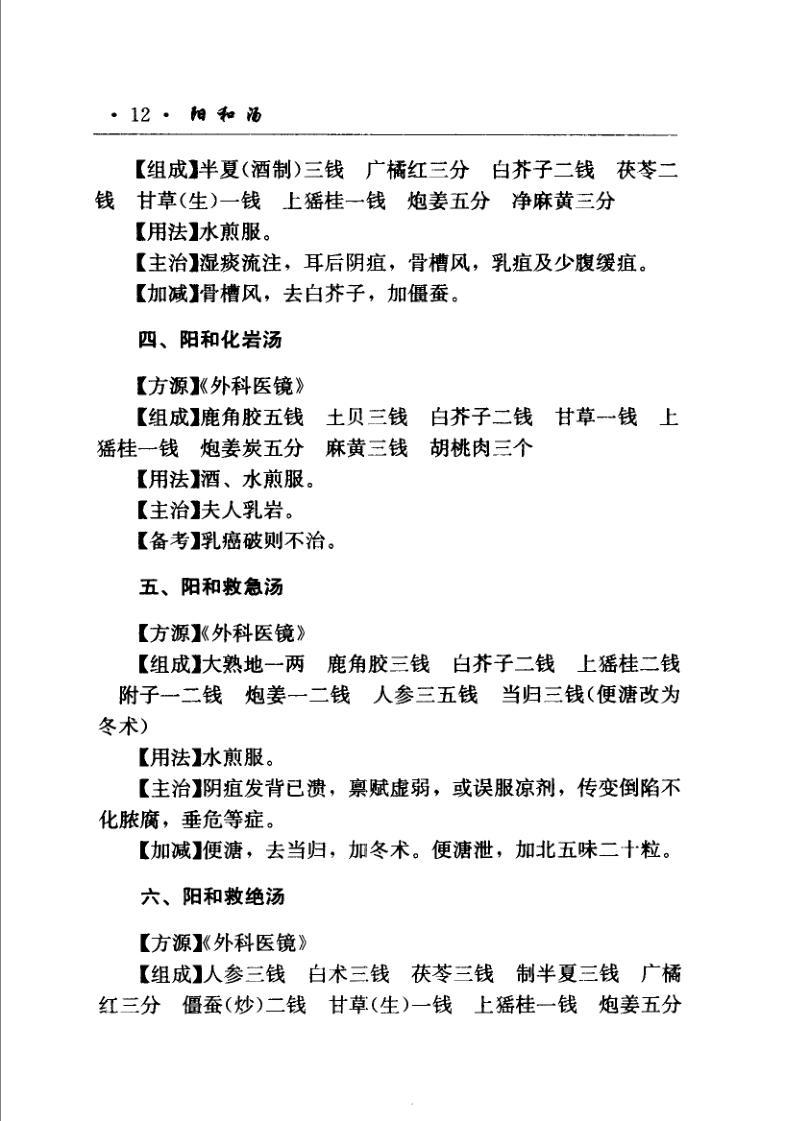 · 12 · 阳和汤
【组成】半夏(酒制)三钱 广橘红三分 白芥子二钱 茯苓二
钱 甘草(生)一钱 上猺桂一钱 炮姜五分 净麻黄三分
【用法】水煎服。
【主治】湿痰流注，耳后阴疽，骨槽风，乳疽及少腹缓疽。
【加减】骨槽风，去白芥子，加僵蚕。
四、阳和化岩汤
【方源】《外科医镜》
【组成】鹿角胶五钱 土贝三钱 白芥子二钱 甘草一钱 上
猺桂一钱 炮姜炭五分 麻黄三钱 胡桃肉三个
【用法】酒、水煎服。
【主治】夫人乳岩。
【备考】乳癌破则不治。
五、阳和救急汤
【方源】《外科医镜》
【组成】大熟地一两 鹿角胶三钱 白芥子二钱 上猺桂二钱
附子一二钱 炮姜一二钱 人参三五钱 当归三钱(便溏改为
冬术)
【用法】水煎服。
【主治】阴疽发背已溃，禀赋虚弱，或误服凉剂，传变倒陷不
化脓腐，垂危等症。
【加减】便溏，去当归，加冬术。便溏泄，加北五味二十粒。
六、阳和救绝汤
【方源】《外科医镜》
【组成】人参三钱 白术三钱 茯苓三钱 制半夏三钱 广橘
红三分 僵蚕(炒)二钱 甘草(生)一钱 上猺桂一钱 炮姜五分